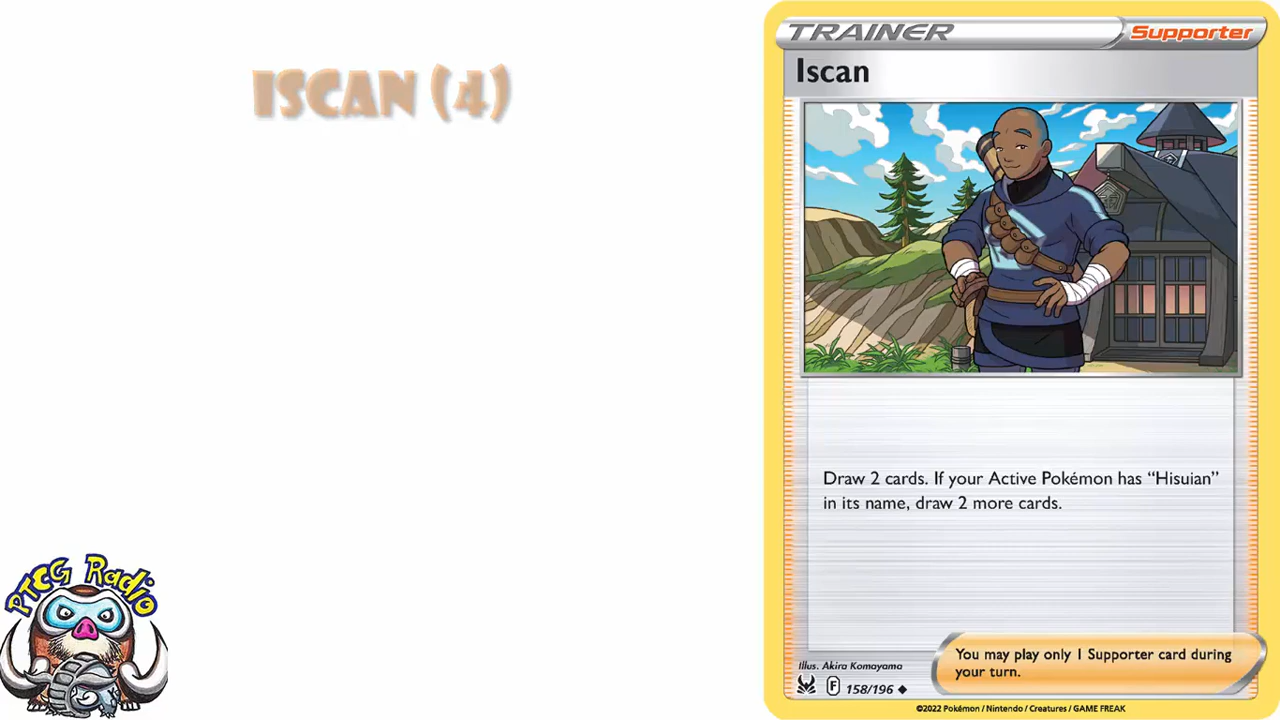 ISCAN (4)
TRAINER
Supporter
Iscan
Draw 2 cards. If your Active Pokémon has “Hisuian”
in its name, draw 2 more cards.
You may play only 1 Supporter card during
your turn.
Illus. Akira Komayama
F 158/196
©2022 Pokémon / Nintendo / Creatures / GAME FREAK
PTCG Radio